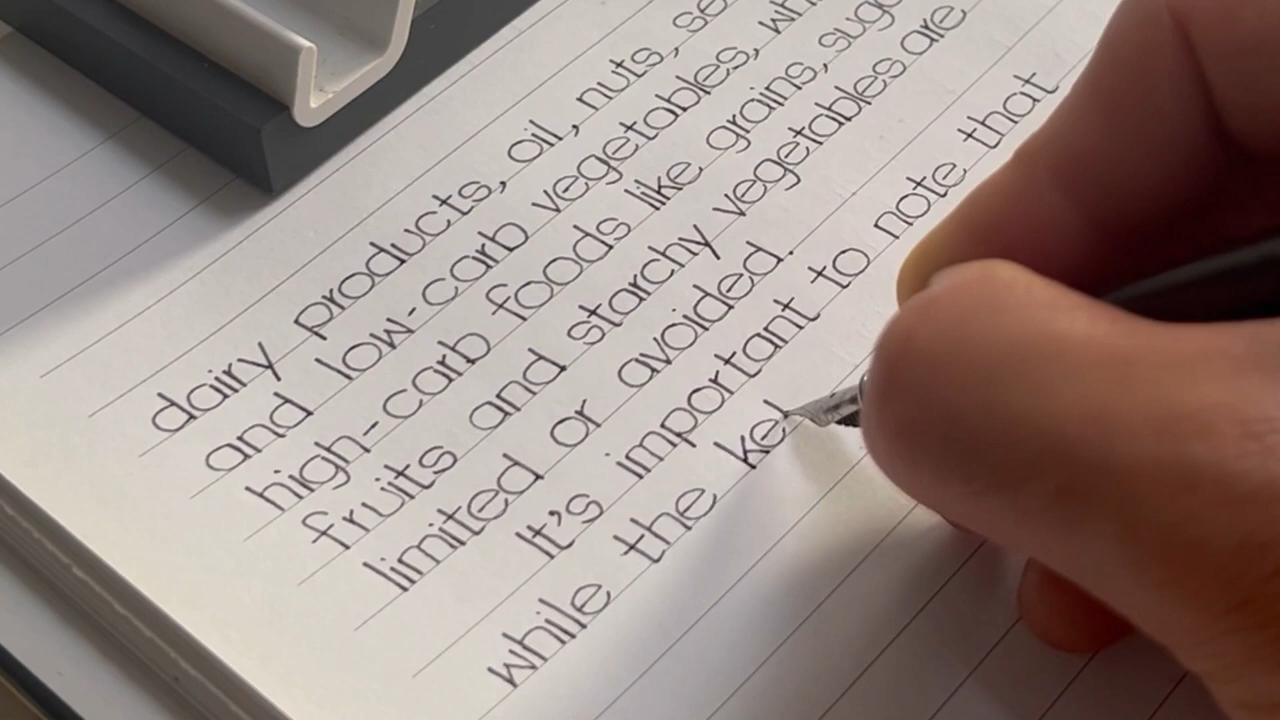 dairy products, oil, nuts,
and low-carb vegetables,
high-carb foods like grains,
fruits and starchy vegetables are
limited or avoided.
It's important to note that
while the